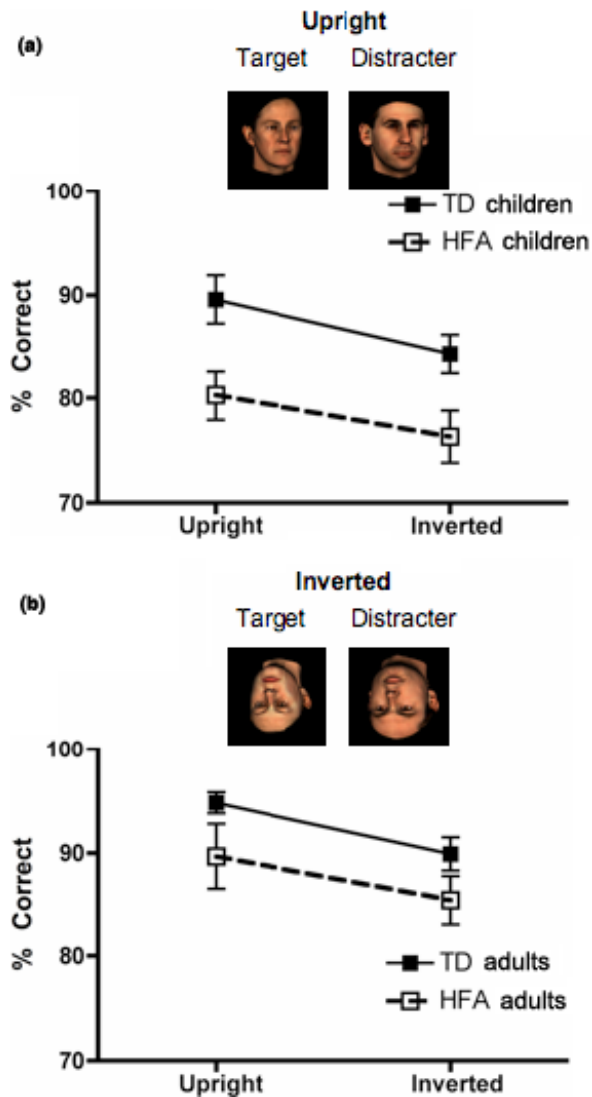 (a)
Upright
Target Distracter
100
90
80
70
% Correct
TD children
HFA children
Upright Inverted
(b)
Inverted
Target Distracter
100
90
80
70
% Correct
TD adults
HFA adults
Upright Inverted